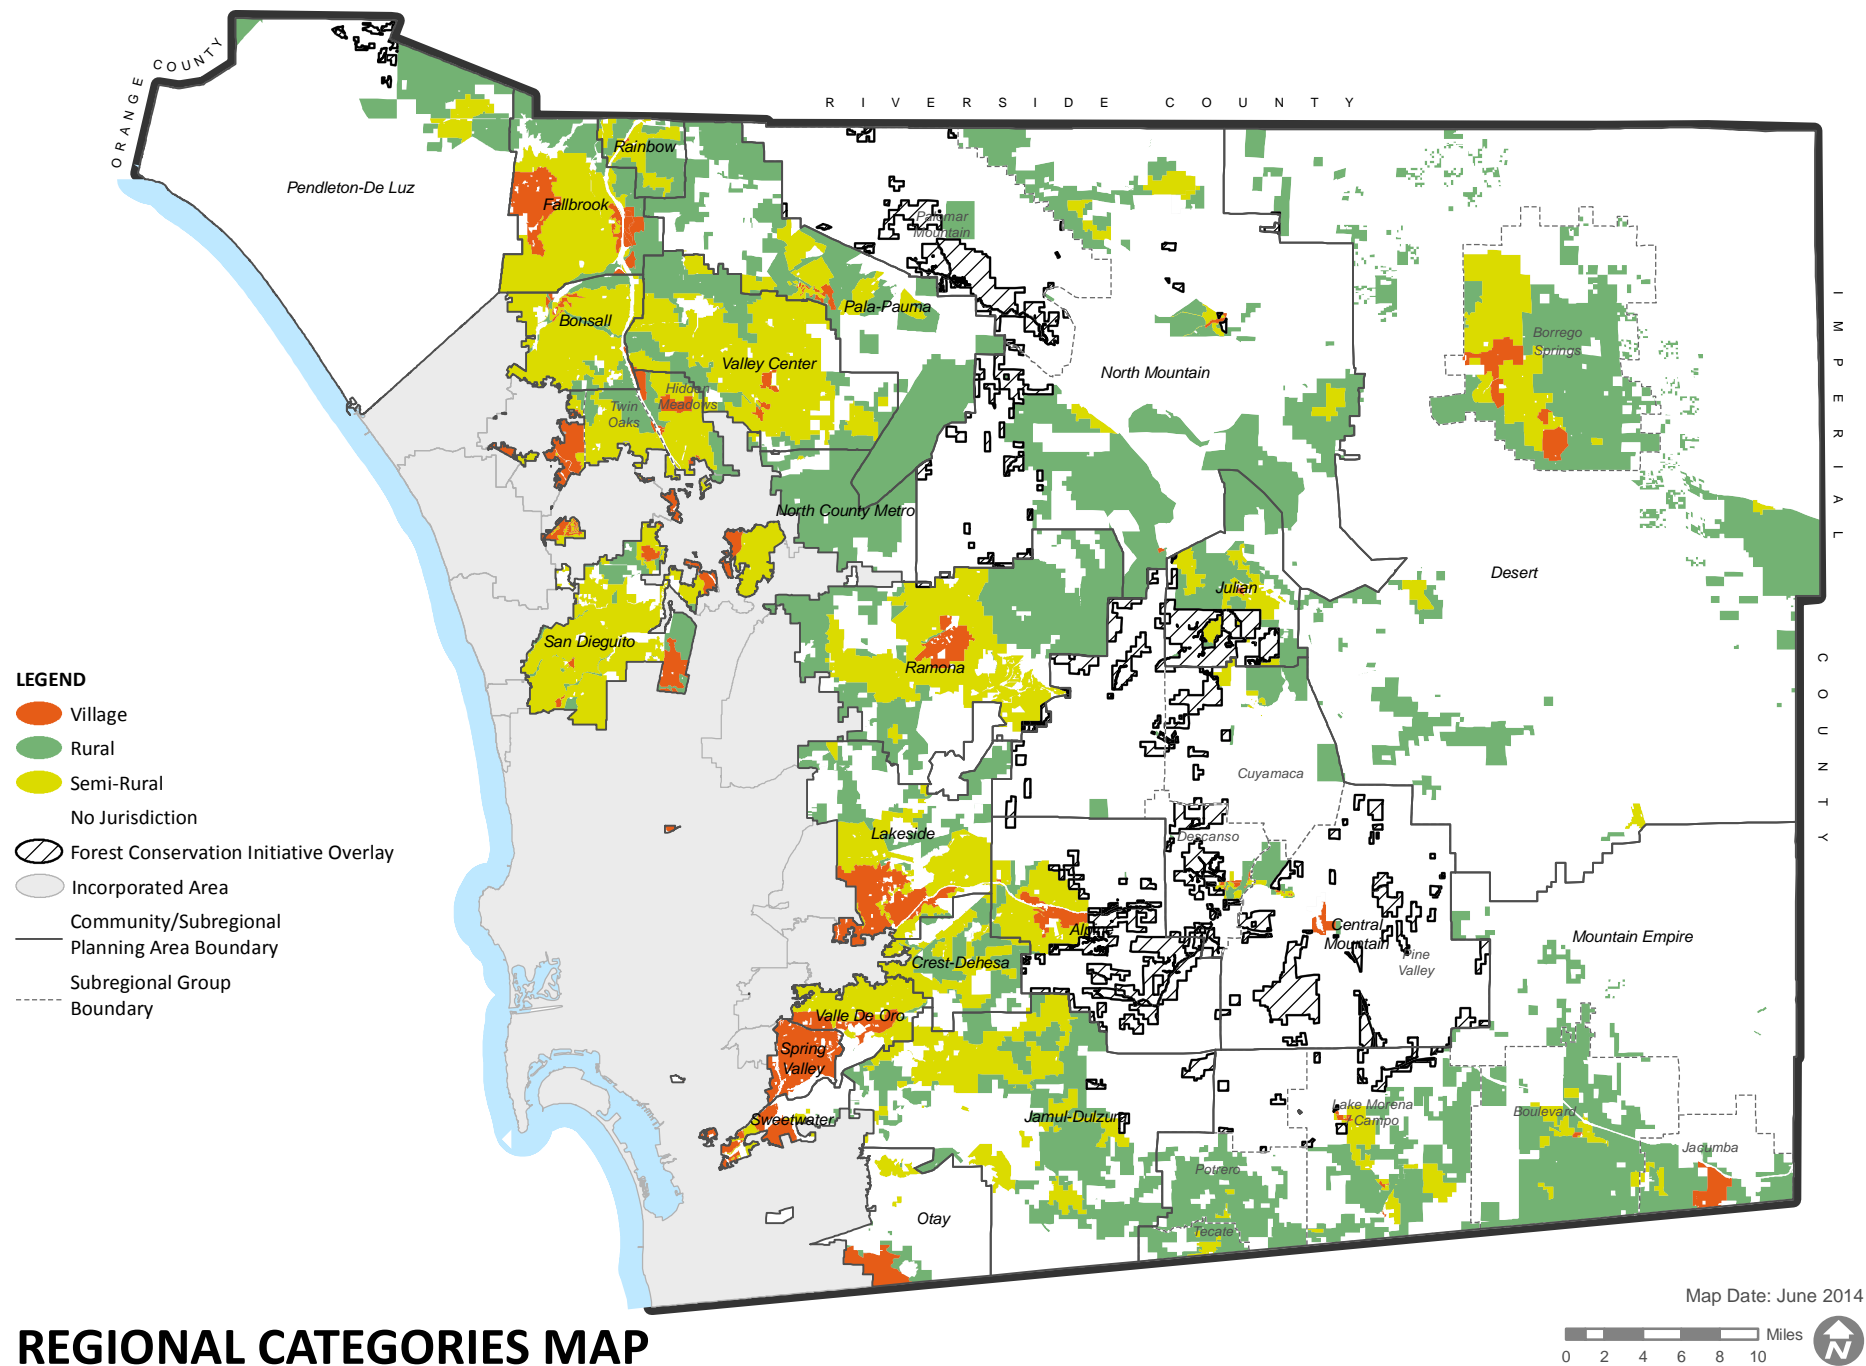 ORANGE COUNTY
RIVERSIDE COUNTY
IMPERIAL COUNTY
Pendleton-De Luz
Rainbow
Fallbrook
Palomar
Mountain
Bonsall
Pala-Pauma
Valley Center
Hidden
Meadows
Twin
Oaks
North Mountain
Borrego
Springs
North County Metro
Desert
Julian
San Dieguito
Ramona
Cuyamaca
Lakeside
Descanso
Alpine
Central
Mountain
Pine
Valley
Mountain Empire
Crest-Dehesa
Valle De Oro
Spring
Valley
Sweetwater
Jamul-Dulzura
Lake Morena
Campo
Boulevard
Jacumba
Potrero
Otay
Tecate
LEGEND
Village
Rural
Semi-Rural
No Jurisdiction
Forest Conservation Initiative Overlay
Incorporated Area
Community/Subregional
Planning Area Boundary
Subregional Group
Boundary
Map Date: June 2014
REGIONAL CATEGORIES MAP
Miles
0 2 4 6 8 10
N